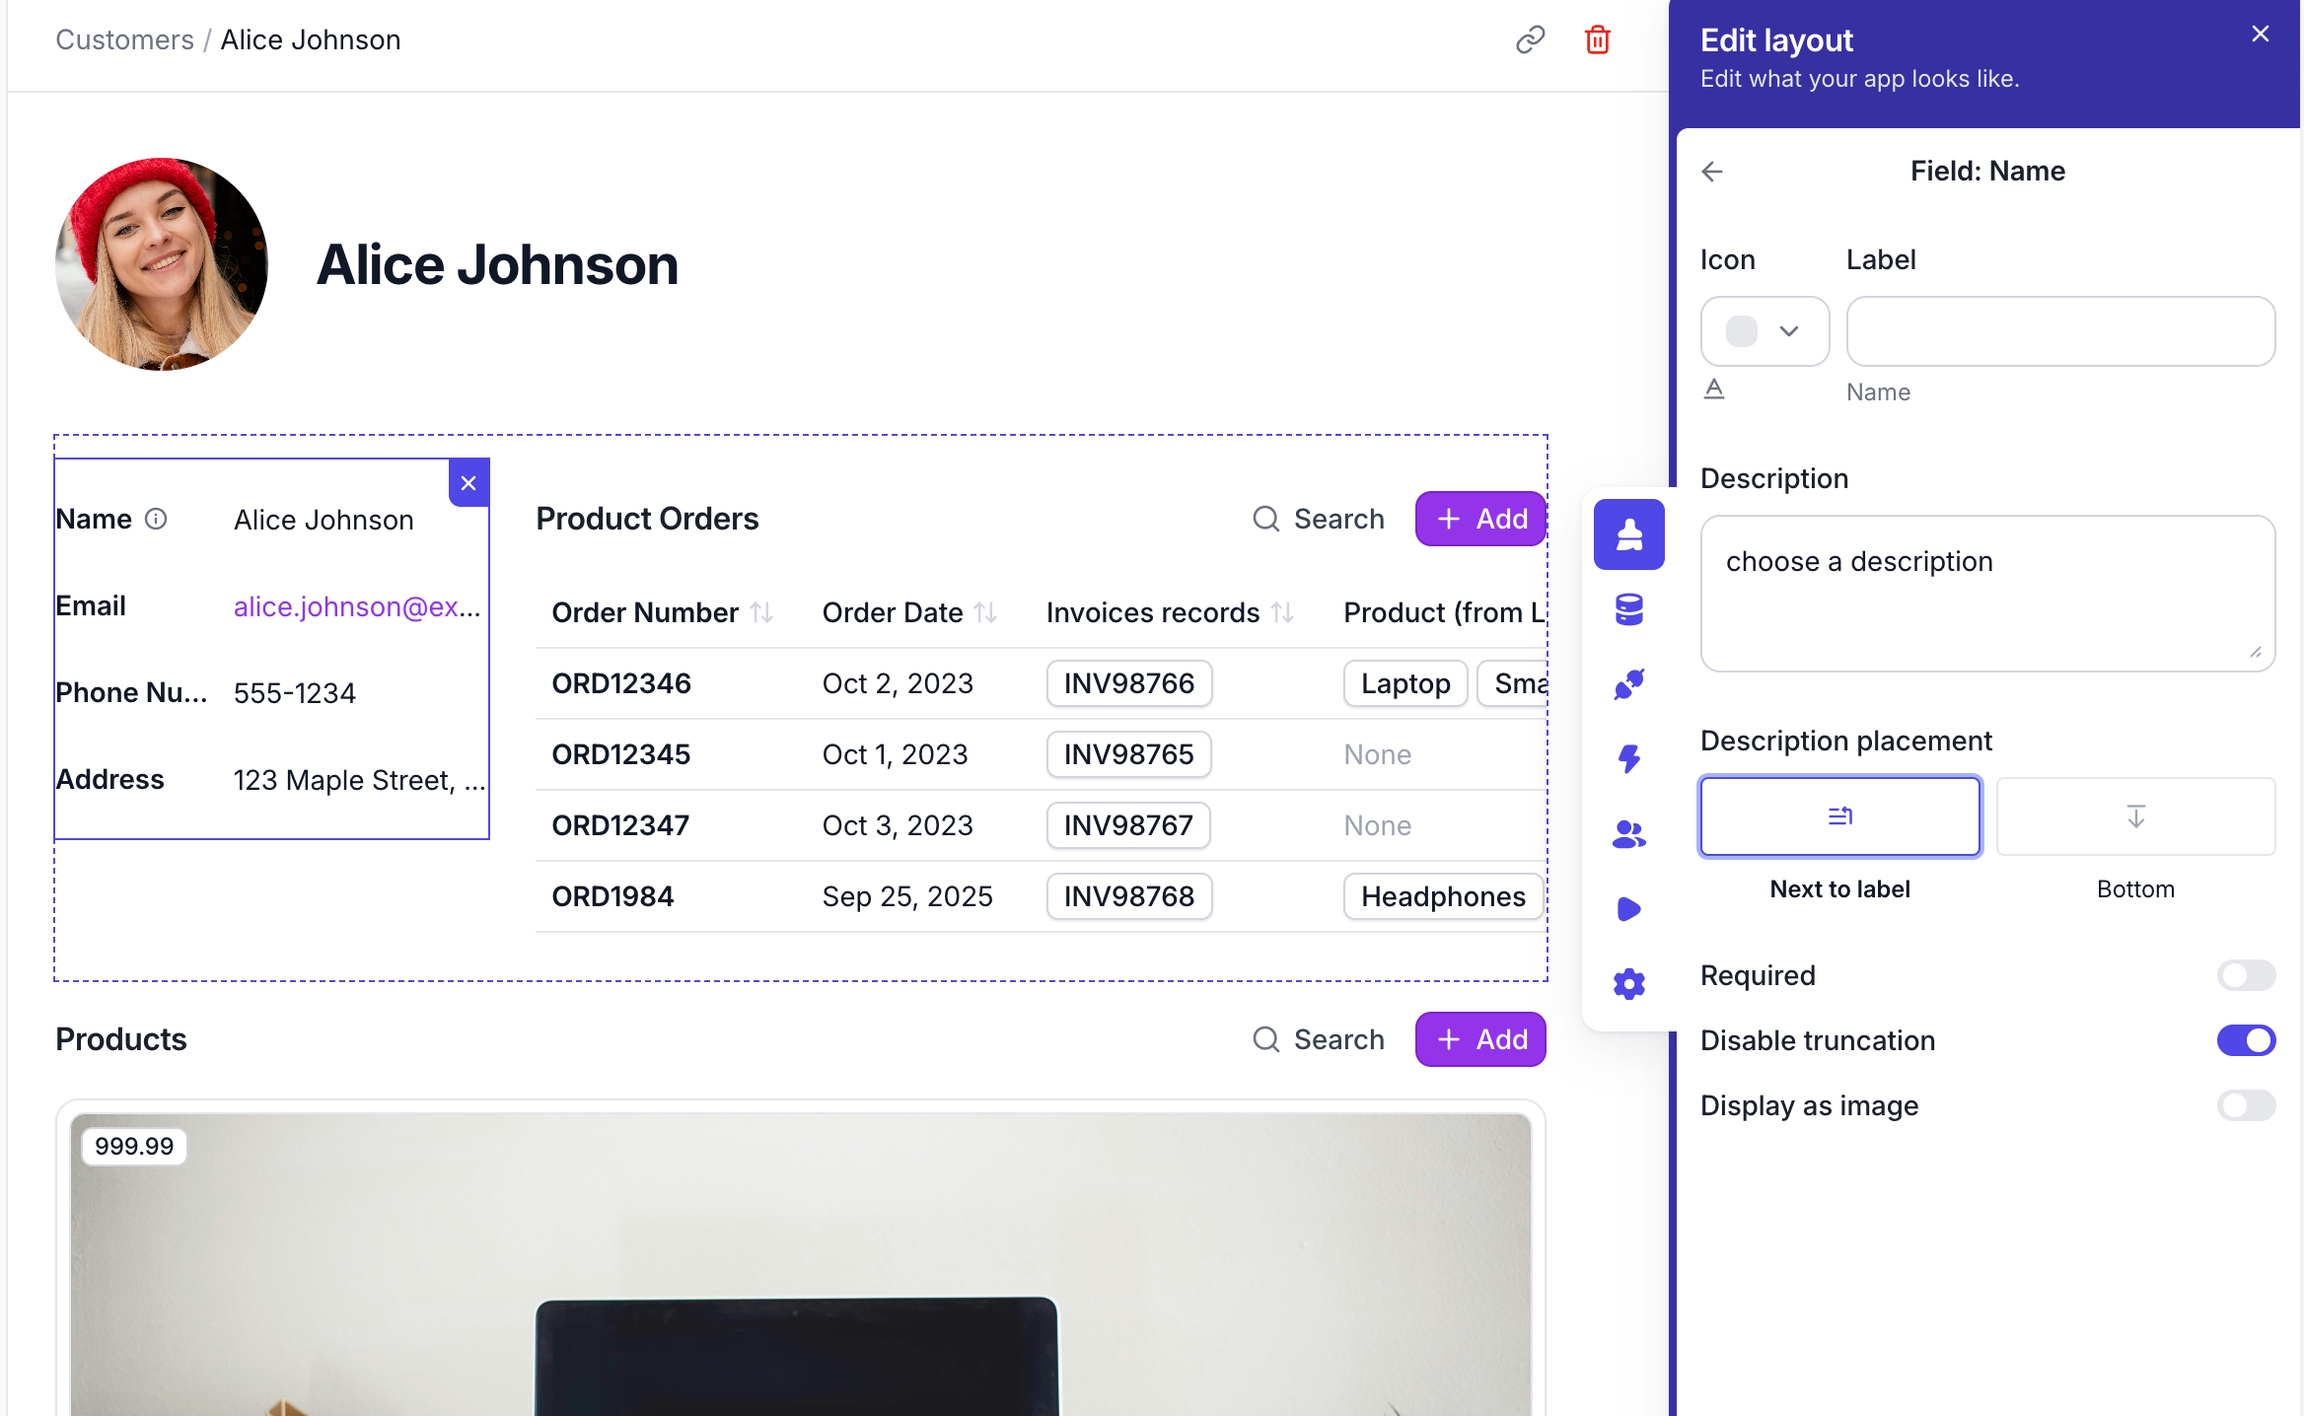 Customers / Alice Johnson
Alice Johnson
Name Alice Johnson
Email alice.johnson@ex...
Phone Nu... 555-1234
Address 123 Maple Street, ...
Product Orders
Search
+ Add
Order Number Order Date Invoices records Product (from L
ORD12346 Oct 2, 2023 INV98766 Laptop Sma
ORD12345 Oct 1, 2023 INV98765 None
ORD12347 Oct 3, 2023 INV98767 None
ORD1984 Sep 25, 2025 INV98768 Headphones
Products
Search
+ Add
999.99
Edit layout
Edit what your app looks like.
Field: Name
Icon
Label
Name
Description
choose a description
Description placement
Next to label
Bottom
Required
Disable truncation
Display as image